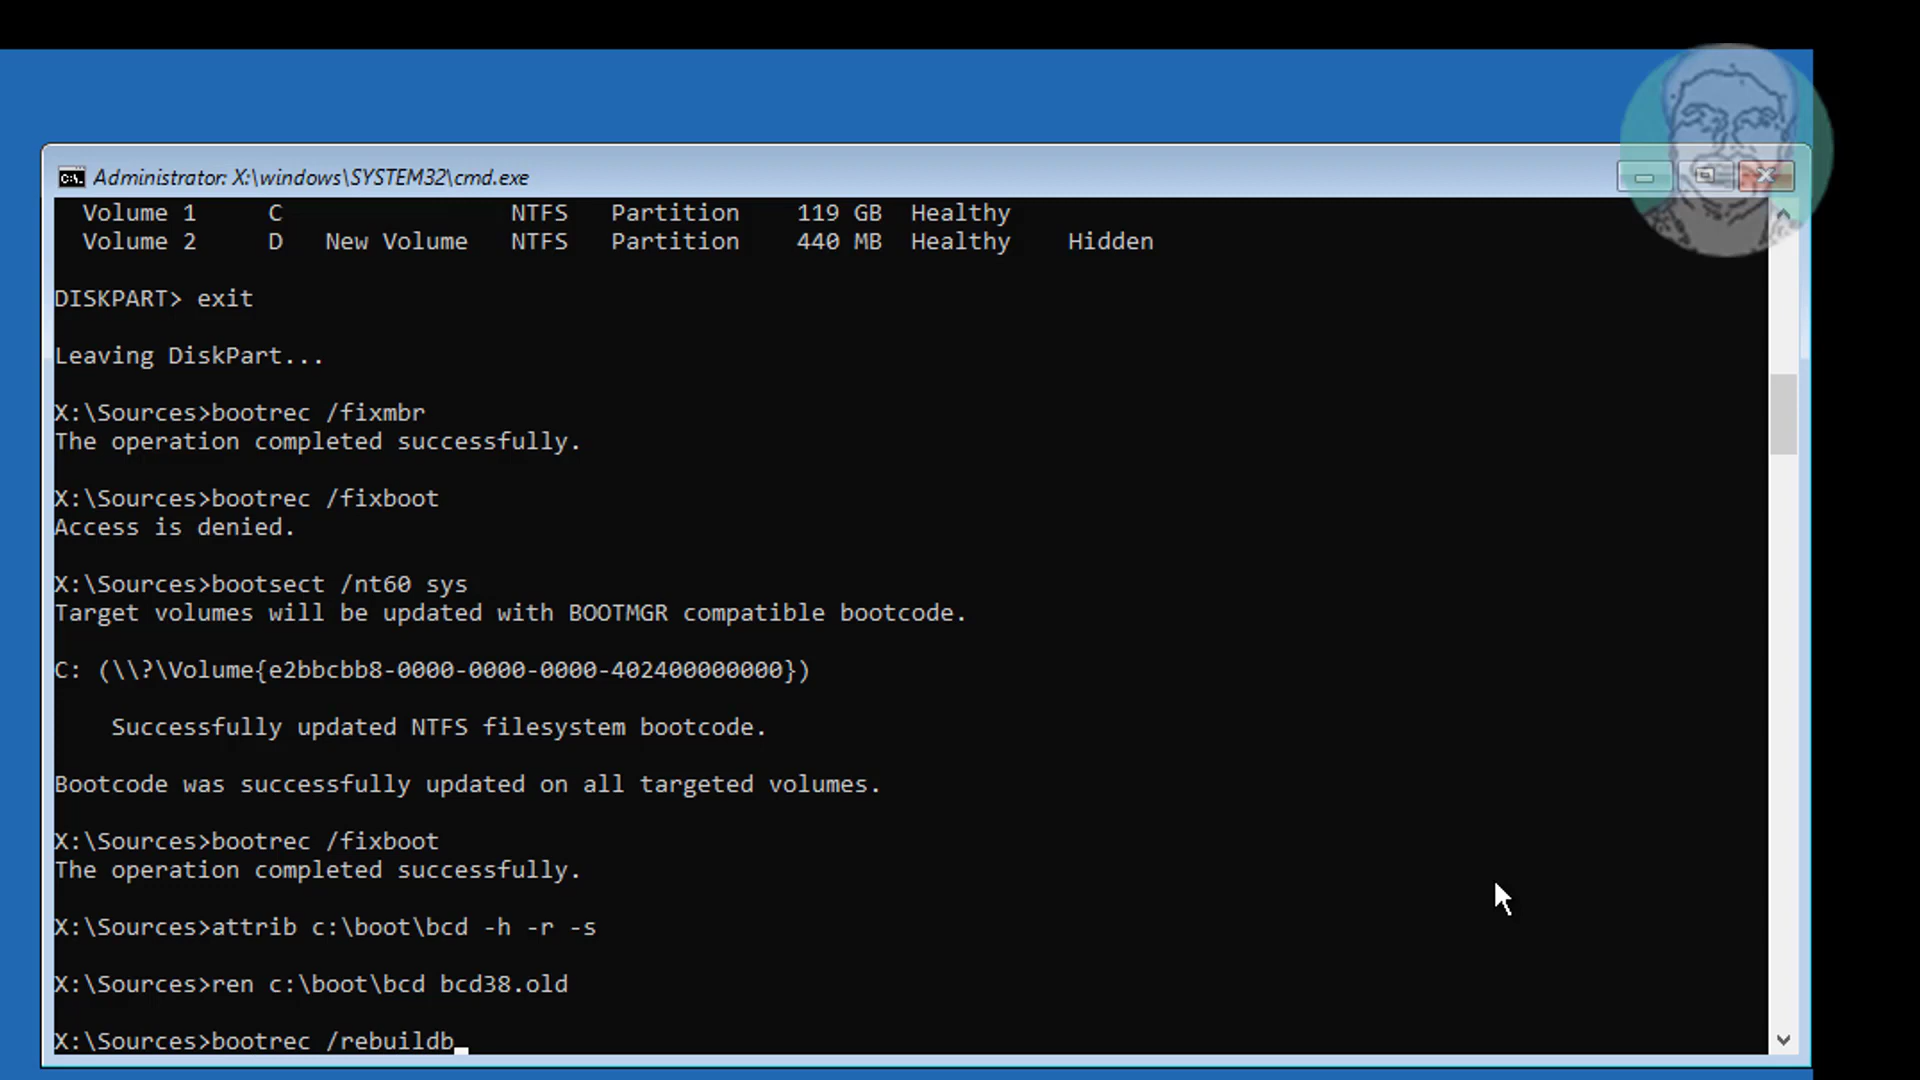 Administrator: X:\windows\SYSTEM32\cmd.exe
Volume 1 C NTFS Partition 119 GB Healthy
Volume 2 D New Volume NTFS Partition 440 MB Healthy Hidden
DISKPART> exit
Leaving DiskPart...
X:\Sources>bootrec /fixmbr
The operation completed successfully.
X:\Sources>bootrec /fixboot
Access is denied.
X:\Sources>bootsect /nt60 sys
Target volumes will be updated with BOOTMGR compatible bootcode.
C: (\\?\Volume{e2bbcbb8-0000-0000-0000-402400000000})
Successfully updated NTFS filesystem bootcode.
Bootcode was successfully updated on all targeted volumes.
X:\Sources>bootrec /fixboot
The operation completed successfully.
X:\Sources>attrib c:\boot\bcd -h -r -s
X:\Sources>ren c:\boot\bcd bcd38.old
X:\Sources>bootrec /rebuildb